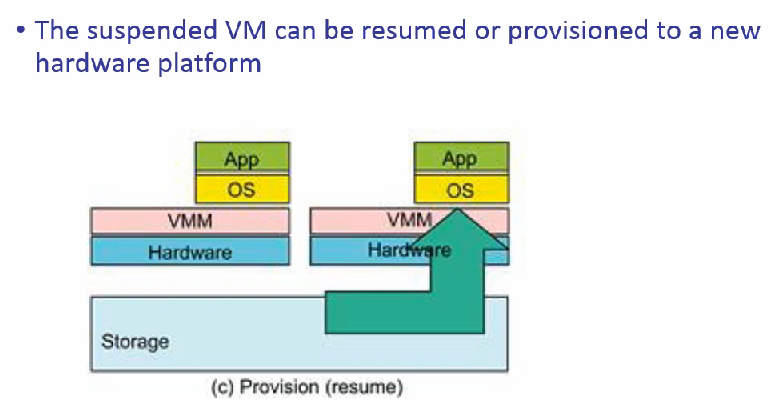 • The suspended VM can be resumed or provisioned to a new
hardware platform
App
OS
VMM
Hardware
App
OS
VMM
Hardware
Storage
(c) Provision (resume)